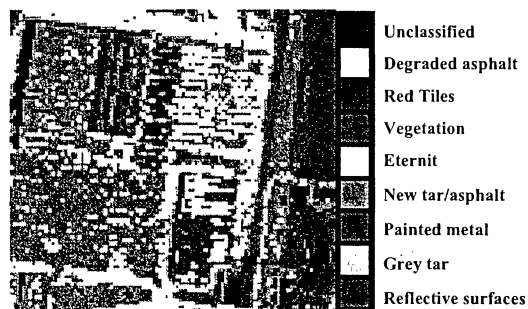 Unclassified
Degraded asphalt
Red Tiles
Vegetation
Eternit
New tar/asphalt
Painted metal
Grey tar
Reflective surfaces